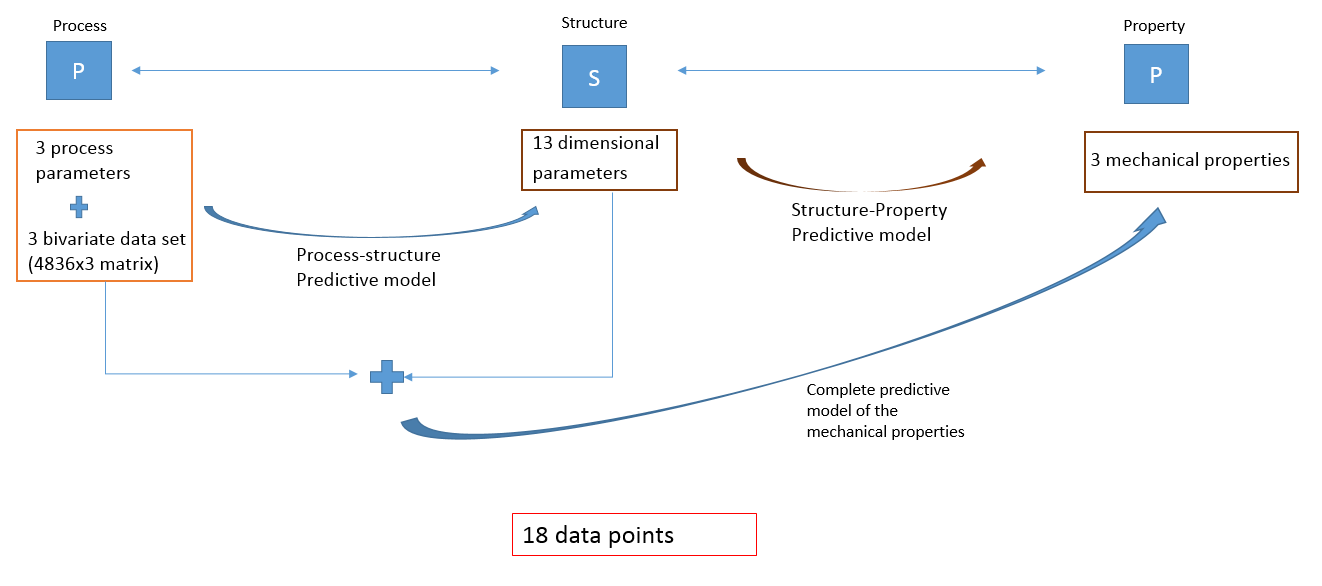 Process
Structure
Property
P
S
P
3 process
parameters
3 bivariate data set
(4836x3 matrix)
13 dimensional
parameters
3 mechanical properties
Process-structure
Predictive model
Structure-Property
Predictive model
Complete predictive
model of the
mechanical properties
18 data points